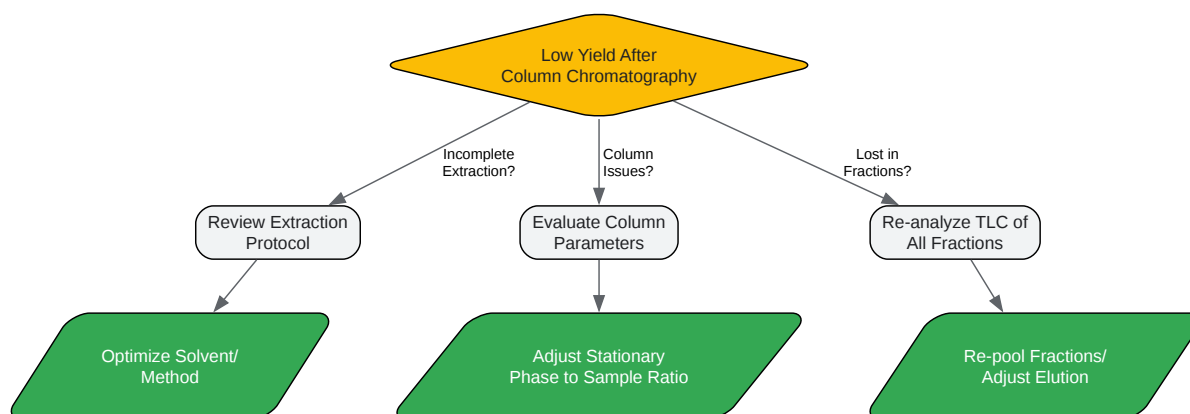 Low Yield After
Column Chromatography
Incomplete
Extraction?
Column
Issues?
Lost in
Fractions?
Review Extraction
Protocol
Evaluate Column
Parameters
Re-analyze TLC of
All Fractions
Optimize Solvent/
Method
Adjust Stationary
Phase to Sample Ratio
Re-pool Fractions/
Adjust Elution